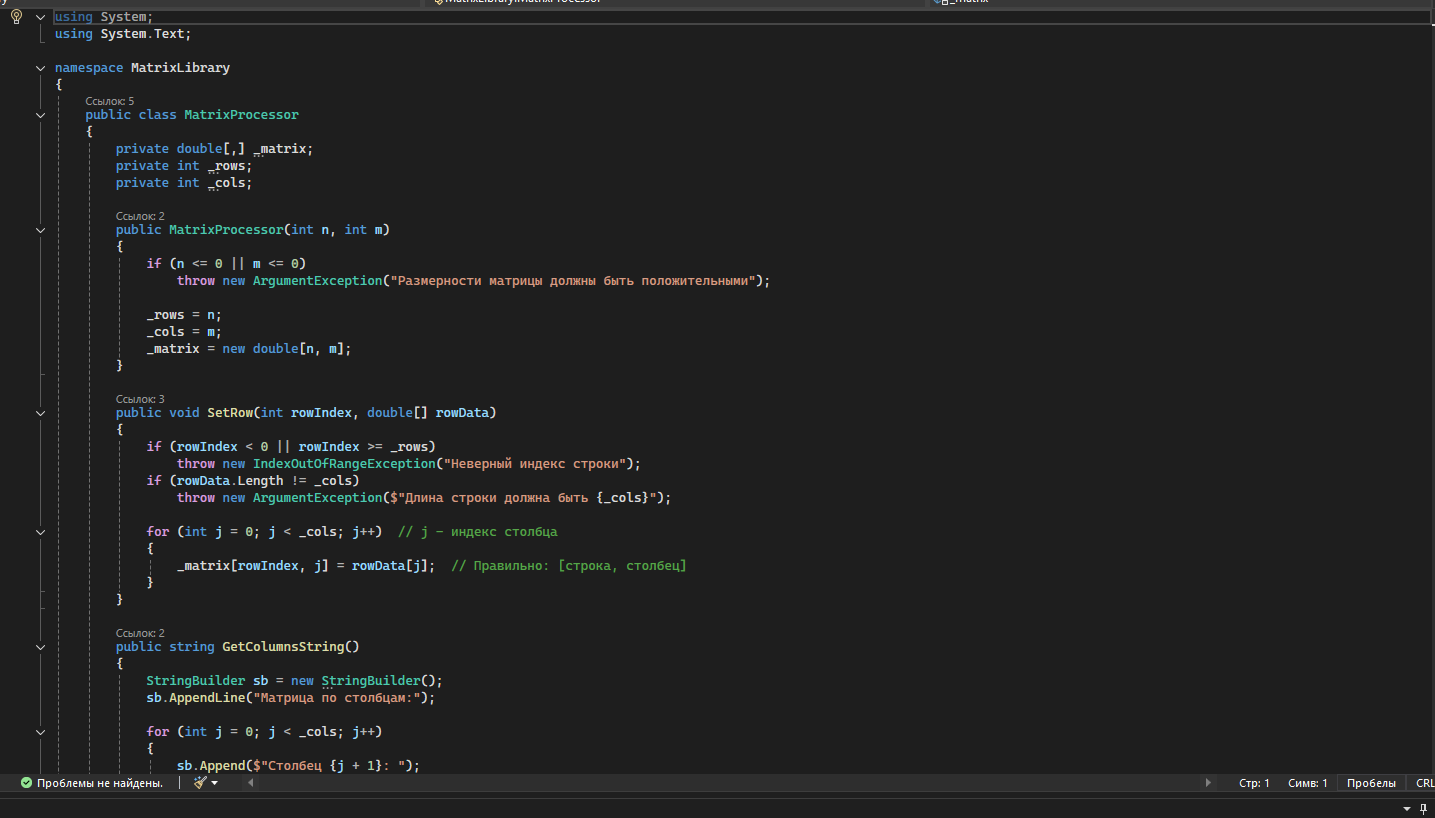 using System;
using System.Text;
namespace MatrixLibrary
{
Ссылок: 5
public class MatrixProcessor
{
private double[,] _matrix;
private int _rows;
private int _cols;
Ссылок: 2
public MatrixProcessor(int n, int m)
{
if (n <= 0 || m <= 0)
throw new ArgumentException("Размерности матрицы должны быть положительными");
_rows = n;
_cols = m;
_matrix = new double[n, m];
}
Ссылок: 3
public void SetRow(int rowIndex, double[] rowData)
{
if (rowIndex < 0 || rowIndex >= _rows)
throw new IndexOutOfRangeException("Неверный индекс строки");
if (rowData.Length != _cols)
throw new ArgumentException($"Длина строки должна быть {_cols}");
for (int j = 0; j < _cols; j++)  // j - индекс столбца
{
_matrix[rowIndex, j] = rowData[j];  // Правильно: [строка, столбец]
}
}
Ссылок: 2
public string GetColumnsString()
{
StringBuilder sb = new StringBuilder();
sb.AppendLine("Матрица по столбцам:");
for (int j = 0; j < _cols; j++)
{
sb.Append($"Столбец {j + 1}: ");
Проблемы не найдены. Стр: 1 Симв: 1 Пробелы CRL